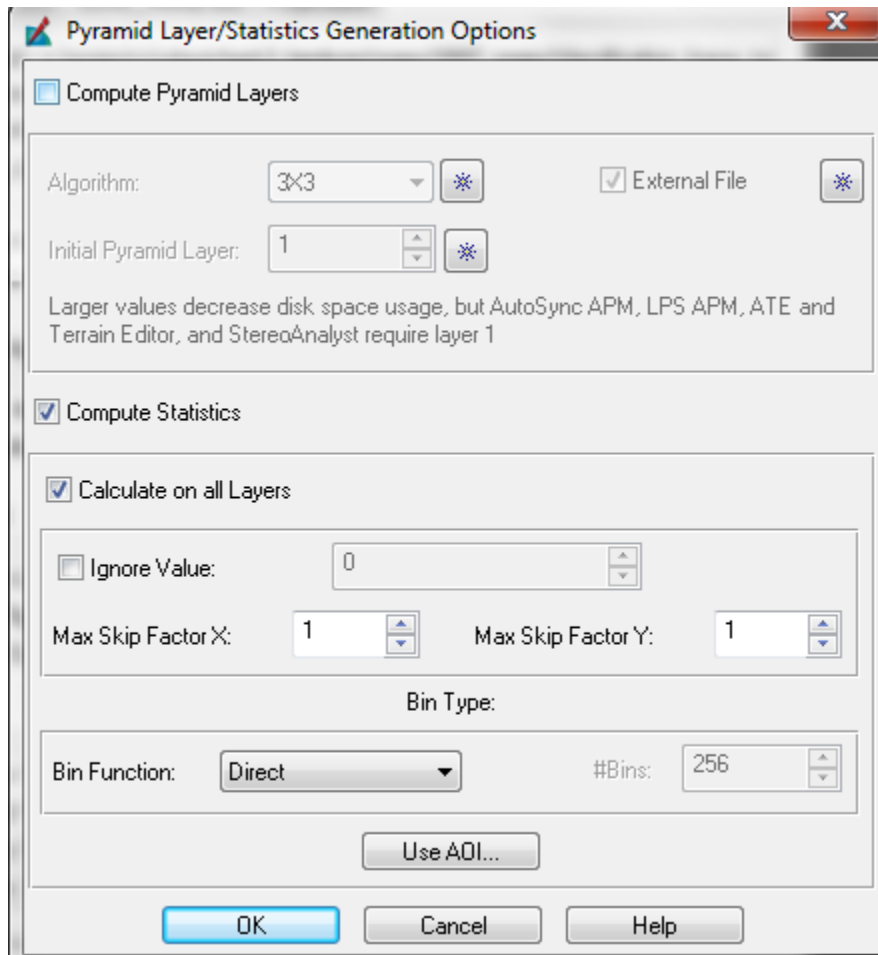 Pyramid Layer/Statistics Generation Options
Compute Pyramid Layers
Algorithm: 3X3 External File
Initial Pyramid Layer: 1
Larger values decrease disk space usage, but AutoSync APM, LPS APM, ATE and
Terrain Editor, and StereoAnalyst require layer 1
Compute Statistics
Calculate on all Layers
Ignore Value: 0
Max Skip Factor X: 1 Max Skip Factor Y: 1
Bin Type:
Bin Function: Direct #Bins: 256
Use AOI...
OK Cancel Help